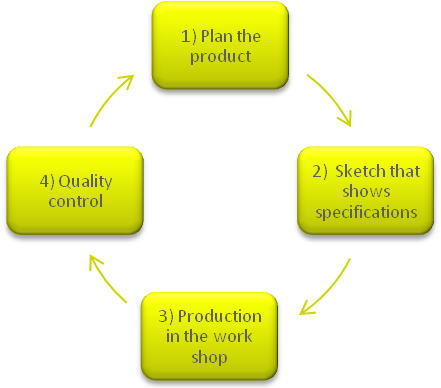 1) Plan the
product
2)  Sketch that
shows
specifications
3) Production
in the work
shop
4) Quality
control